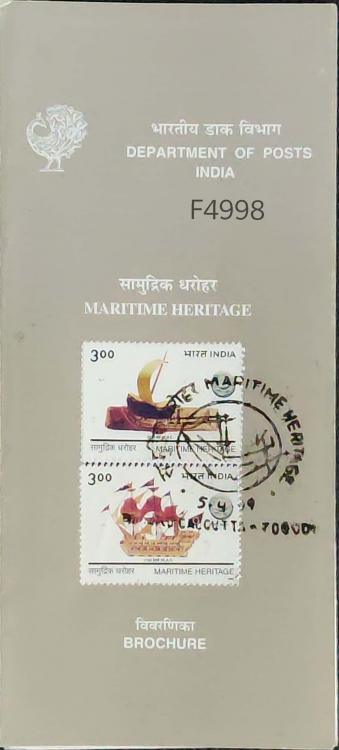 भारतीय डाक विभाग
DEPARTMENT OF POSTS
INDIA
F4998
सामुद्रिक धरोहर
MARITIME HERITAGE
3.00 भारत INDIA
सामुद्रिक धरोहर MARITIME HERITAGE
3.00 भारत INDIA
सामुद्रिक धरोहर MARITIME HERITAGE
MARITIME HERITAGE
CALCUTTA-700001
विवरणिका
BROCHURE